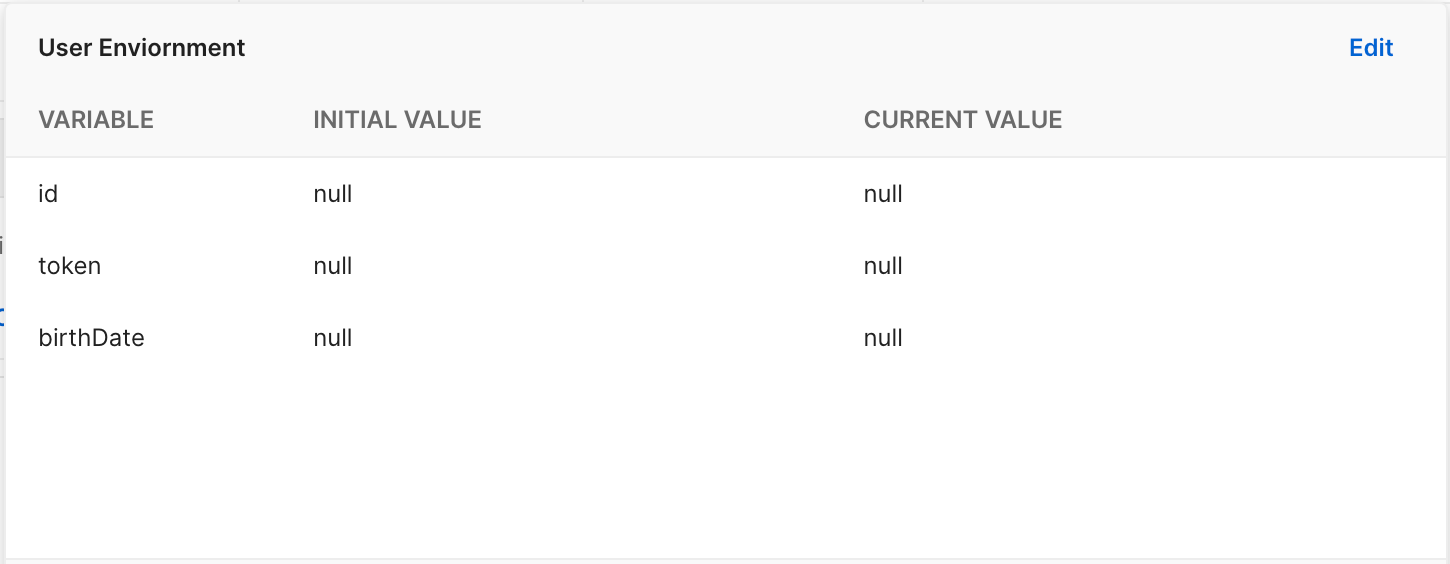 User Enviornment Edit
VARIABLE INITIAL VALUE CURRENT VALUE
id null null
token null null
birthDate null null